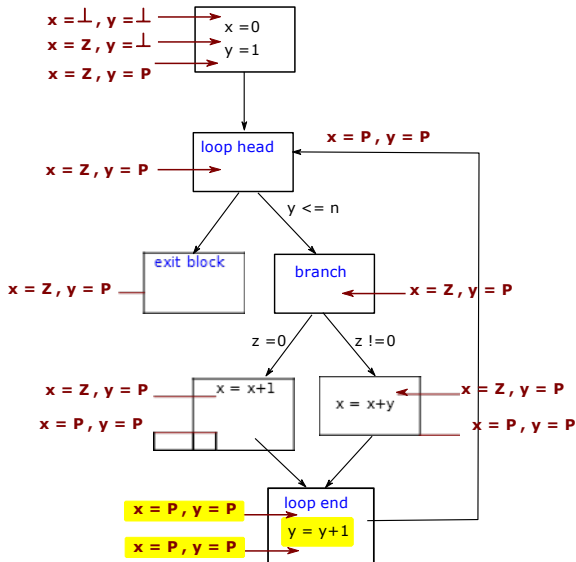 x = ⊥ , y = ⊥
x = 0
x = Z , y = ⊥
y = 1
x = Z , y = P
loop head
x = P , y = P
x = Z , y = P
y <= n
exit block
branch
x = Z , y = P
x = Z , y = P
z =0
z !=0
x = Z , y = P
x = x+1
x = Z , y = P
x = x+y
x = P , y = P
x = P , y = P
loop end
x = P , y = P
y = y+1
x = P , y = P